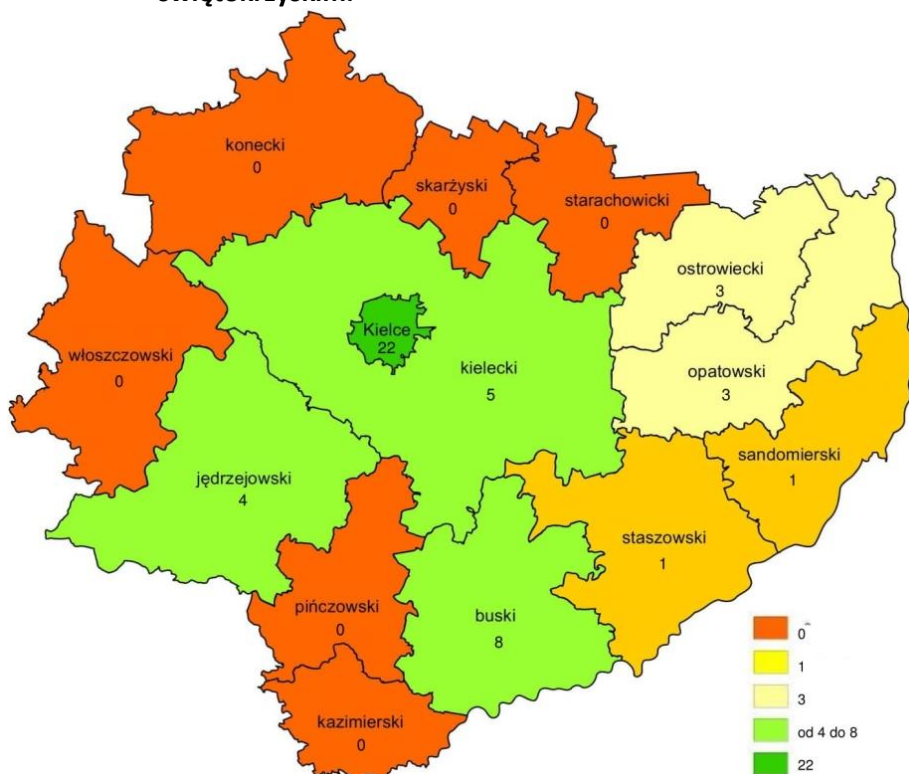 konecki
0
skarżyski
0
starachowicki
0
ostrowiecki
3
Kielce
22
włoszczowski
0
kielecki
5
opatowski
3
sandomierski
1
jędrzejowski
4
staszowski
1
pińczowski
0
buski
8
kazimierski
0
0
1
3
od 4 do 8
22